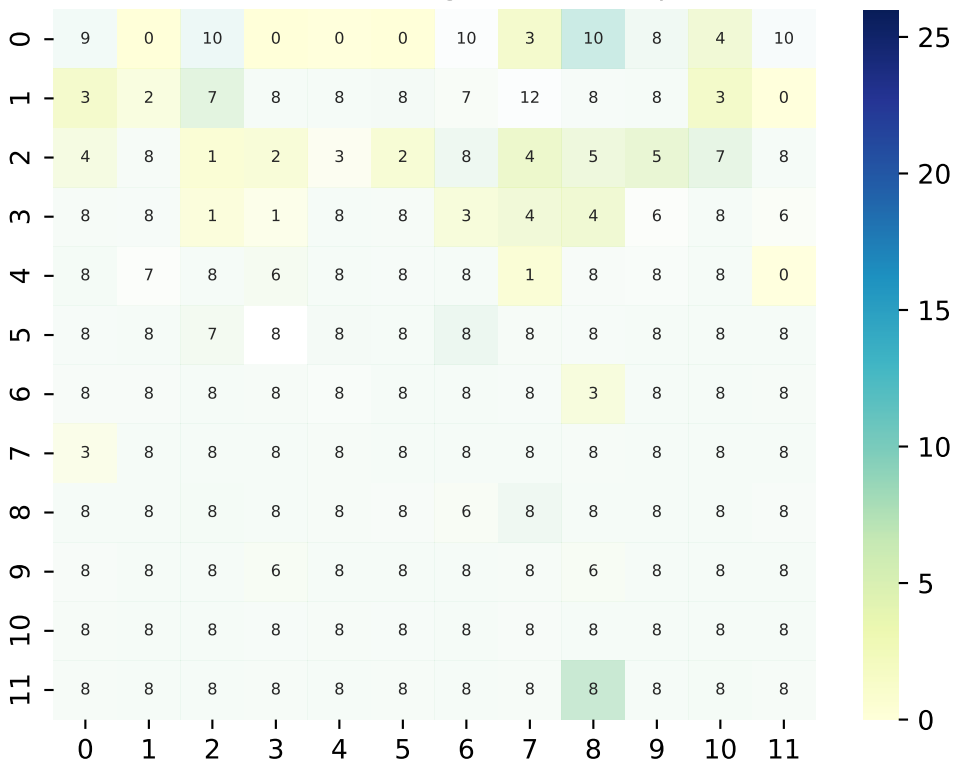 0 9 0 10 0 0 0 10 3 10 8 4 10
1 3 2 7 8 8 8 7 12 8 8 3 0
2 4 8 1 2 3 2 8 4 5 5 7 8
3 8 8 1 1 8 8 3 4 4 6 8 6
4 8 7 8 6 8 8 8 1 8 8 8 0
5 8 8 7 8 8 8 8 8 8 8 8 8
6 8 8 8 8 8 8 8 8 3 8 8 8
7 3 8 8 8 8 8 8 8 8 8 8 8
8 8 8 8 8 8 8 6 8 8 8 8 8
9 8 8 8 6 8 8 8 8 6 8 8 8
10 8 8 8 8 8 8 8 8 8 8 8 8
11 8 8 8 8 8 8 8 8 8 8 8 8
0 1 2 3 4 5 6 7 8 9 10 11
25
20
15
10
5
0